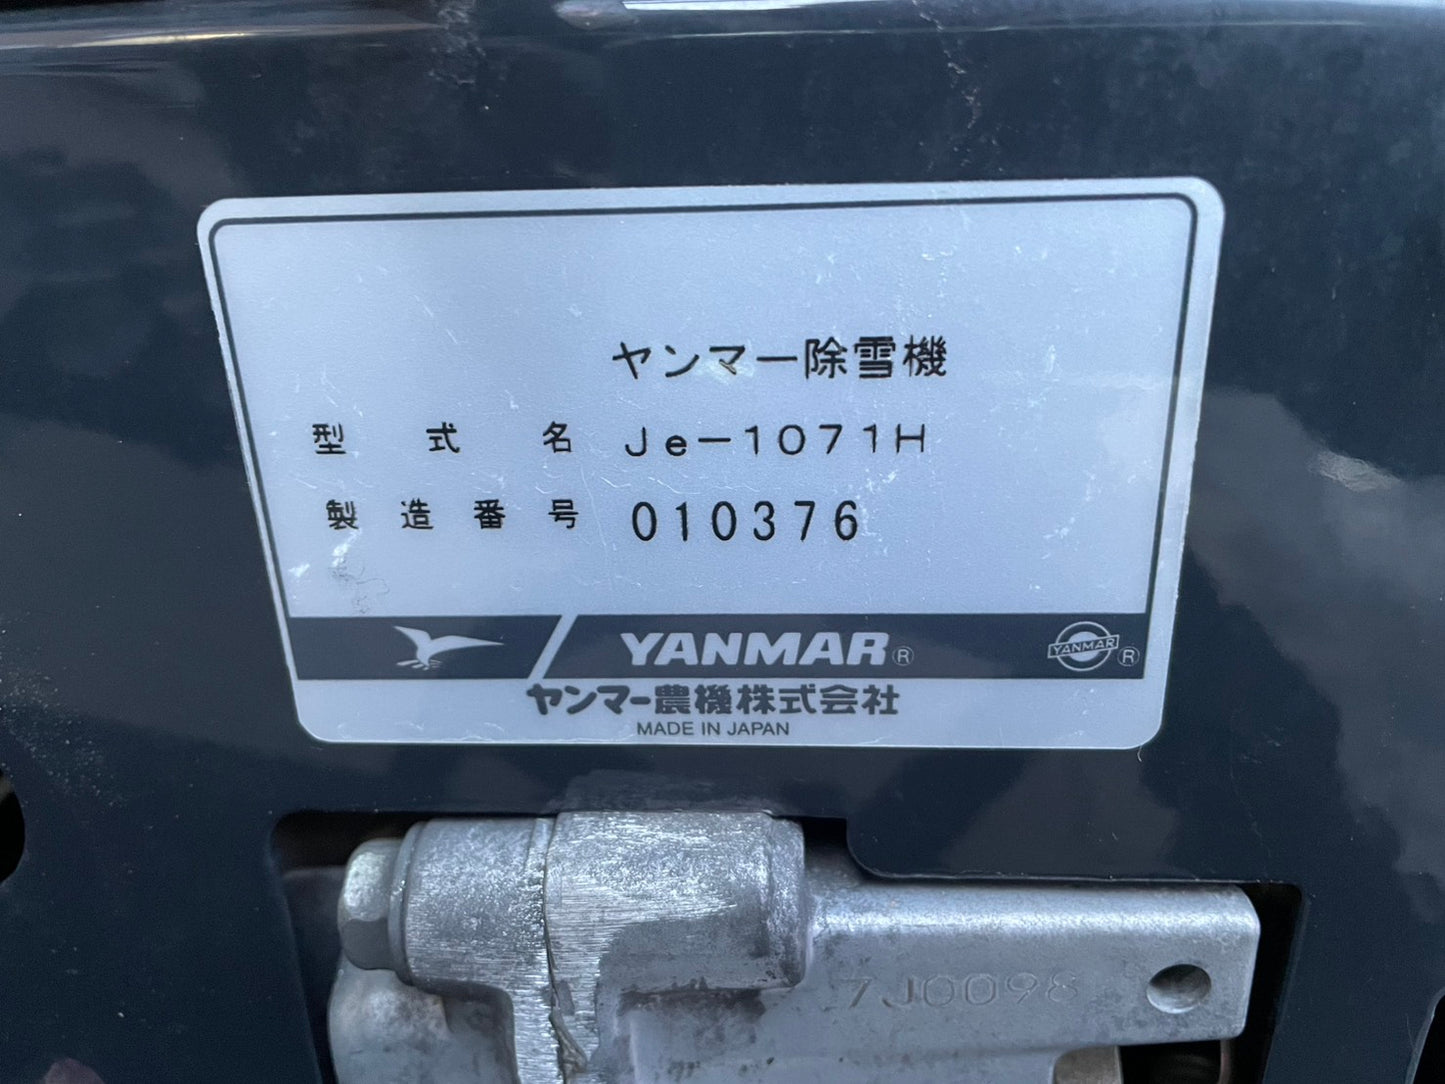 ヤンマー除雪機
型式名 Je-1071H
製造番号 010376
YANMAR® YANMAR®
ヤンマー農機株式会社
MADE IN JAPAN
7J0098